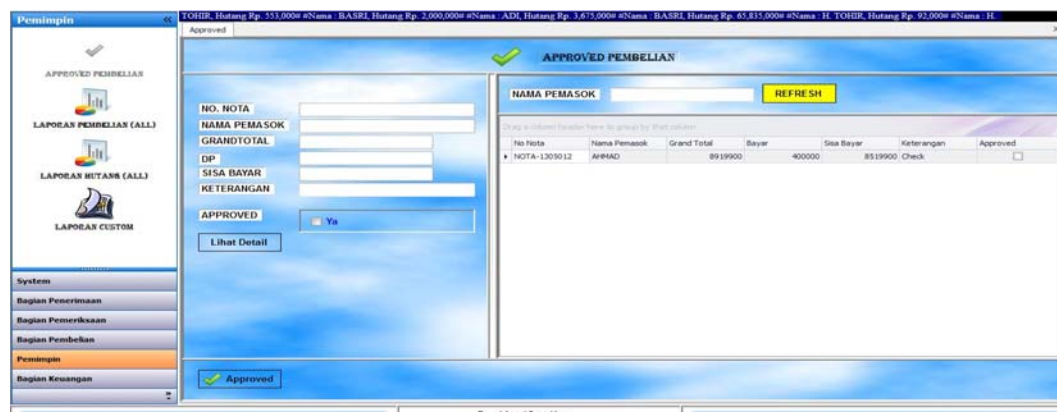 Pemimpin
APPROVED PEMBELIAN
LAPORAN PEMBELIAN (ALL)
LAPORAN HUTANG (ALL)
LAPORAN CUSTOM
System
Bagian Penerimaan
Bagian Pemeriksaan
Bagian Pembelian
Pemimpin
Bagian Keuangan
TOHIR, Hutang Rp. 553,000# #Nama : BASRI, Hutang Rp. 2,000,000# #Nama : ADI, Hutang Rp. 3,675,000# #Nama : BASRI, Hutang Rp. 65,835,000# #Nama : H. TOHIR, Hutang Rp. 92,000# #Nama : H.
Approved
APPROVED PEMBELIAN
NO. NOTA
NAMA PEMASOK
GRANDTOTAL
DP
SISA BAYAR
KETERANGAN
APPROVED
Ya
Lihat Detail
Approved
NAMA PEMASOK
REFRESH
Drag a column header here to group by that column
No Nota Nama Pemasok Grand Total Bayar Sisa Bayar Keterangan Approved
NOTA-1305012 AHMAD 8919900 400000 8519900 Check